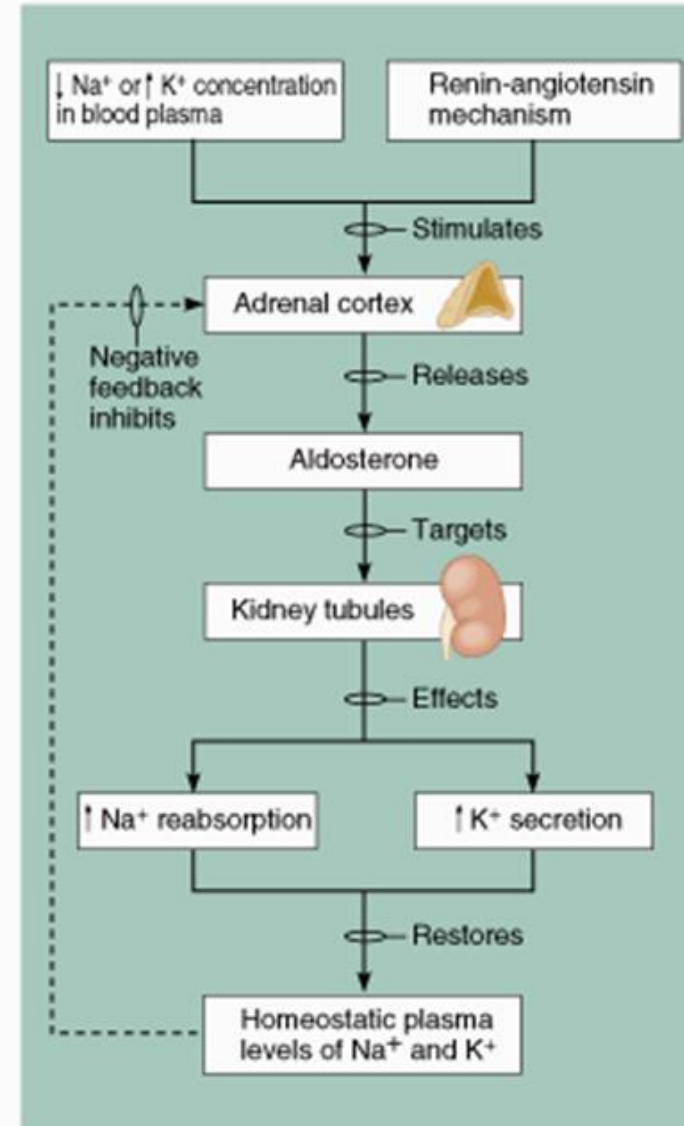 ↓ Na⁺ or ↑ K⁺ concentration
in blood plasma
Renin-angiotensin
mechanism
Stimulates
Adrenal cortex
Negative
feedback
inhibits
Releases
Aldosterone
Targets
Kidney tubules
Effects
↑ Na⁺ reabsorption
↑ K⁺ secretion
Restores
Homeostatic plasma
levels of Na⁺ and K⁺